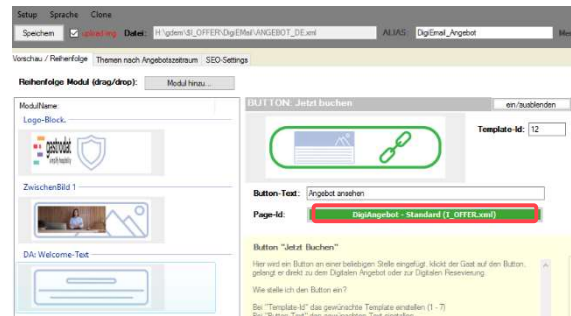 Setup Sprache Clone
Speichern upload img Datei: H:\gdem\$I_OFFER\DigiEMail\ANGEBOT_DE.xml ALIAS: DigiEmail_Angebot
Vorschau / Reihenfolge Themen nach Angebotszeitraum SEO-Settings
Reihenfolge Modul (drag/drop): Modul hinzu...
ModulName:
Logo-Block.
gastrodat
ZwischenBild 1
DA: Welcome-Text
BUTTON: Jetzt buchen
ein/ausblenden
Template-Id: 12
Button-Text: Angebot ansehen
Page-Id: DigiAngebot - Standard (I_OFFER.xml)
Button "Jetzt Buchen"
Hier wird ein Button an einer beliebigen Stelle eingefügt. klickt der Gast auf den Button,
gelangt er direkt zu dem Digitalen Angebot oder zur Digitalen Resevierung.
Wie stelle ich den Button ein?
Bei "Template-Id" das gewünschte Template einstellen (1 - 7)